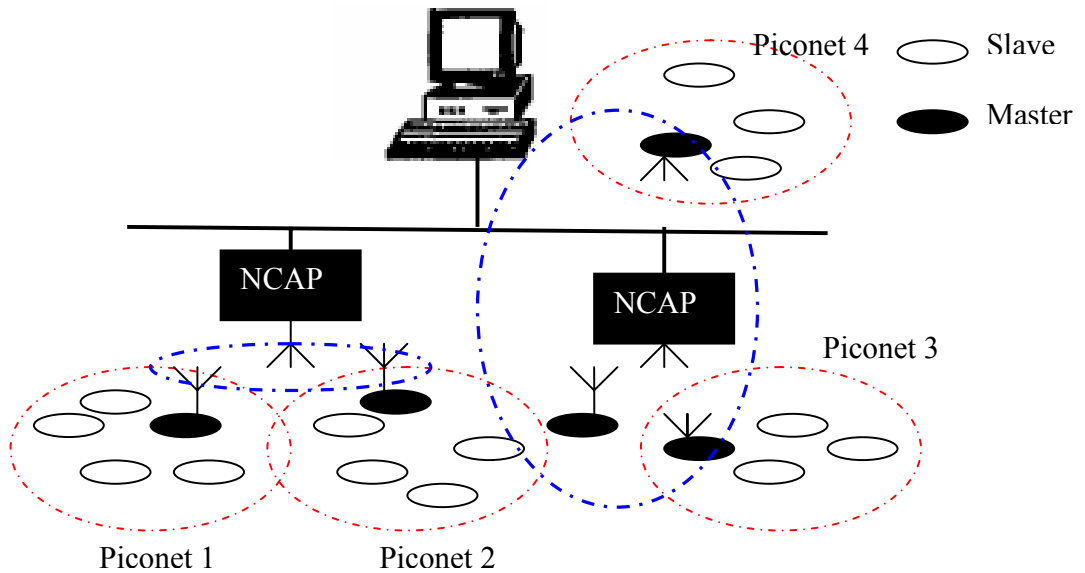 Piconet 4
Slave
Master
NCAP
NCAP
Piconet 3
Piconet 1
Piconet 2